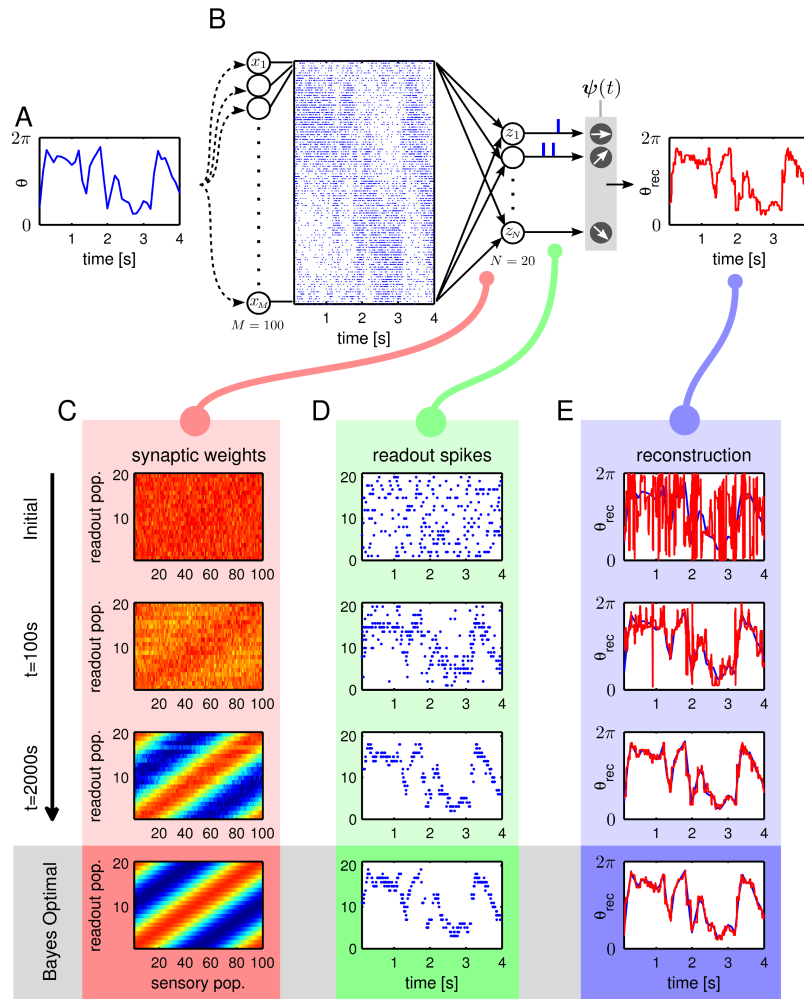 B
x1
ψ(t)
A
2π
θ
0
0 1 2 3 4
time [s]
xM
M = 100
1 2 3 4
time [s]
z1
zN
N = 20
2π
θrec
0
1 2 3
time [s]
C
D
E
synaptic weights
readout spikes
reconstruction
Initial
readout pop.
20
10
20 40 60 80 100
20
10
0
1 2 3 4
2π
θrec
0
1 2 3 4
t=100s
readout pop.
20
10
20 40 60 80 100
20
10
0
1 2 3 4
2π
θrec
0
1 2 3 4
t=2000s
readout pop.
20
10
20 40 60 80 100
20
10
0
1 2 3 4
2π
θrec
0
1 2 3 4
Bayes Optimal
readout pop.
20
10
20 40 60 80 100
sensory pop.
20
10
0
1 2 3 4
time [s]
2π
θrec
0
1 2 3 4
time [s]